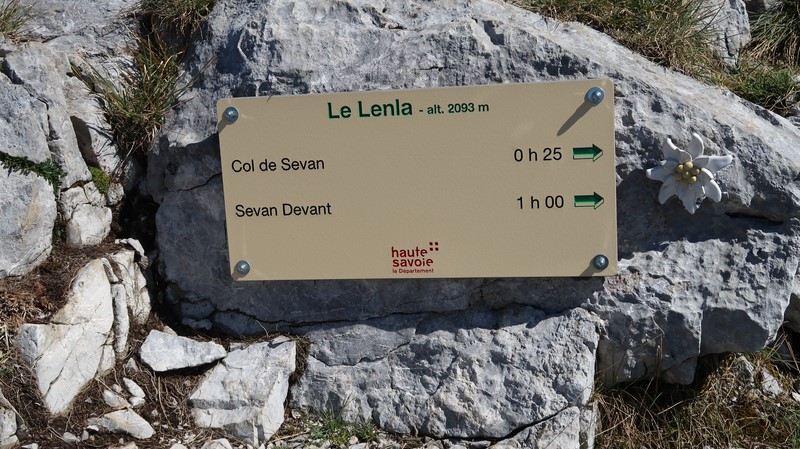 Le Lenla - alt. 2093 m
Col de Sevan 0 h 25
Sevan Devant 1 h 00
haute
savoie
le Département